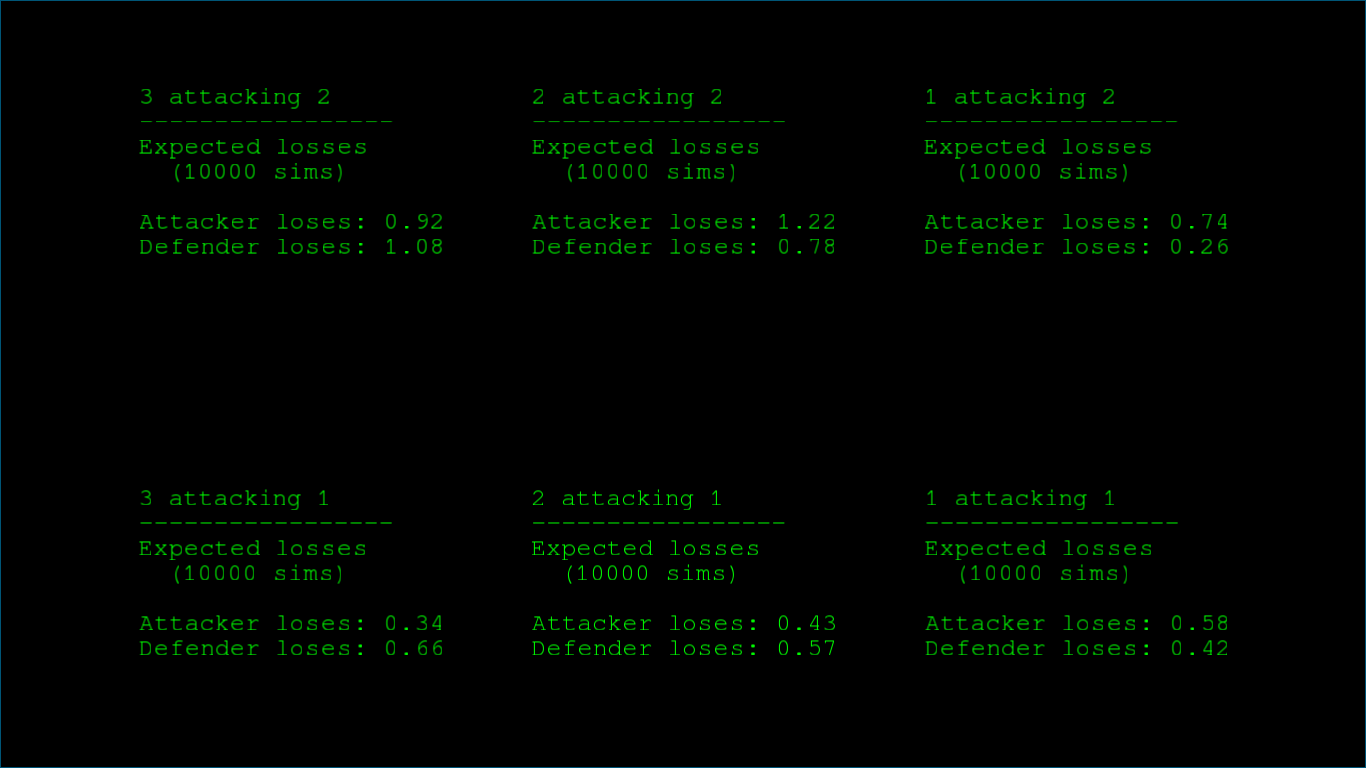 3 attacking 2
-----------------
Expected losses
(10000 sims)
Attacker loses: 0.92
Defender loses: 1.08
2 attacking 2
-----------------
Expected losses
(10000 sims)
Attacker loses: 1.22
Defender loses: 0.78
1 attacking 2
-----------------
Expected losses
(10000 sims)
Attacker loses: 0.74
Defender loses: 0.26
3 attacking 1
-----------------
Expected losses
(10000 sims)
Attacker loses: 0.34
Defender loses: 0.66
2 attacking 1
-----------------
Expected losses
(10000 sims)
Attacker loses: 0.43
Defender loses: 0.57
1 attacking 1
-----------------
Expected losses
(10000 sims)
Attacker loses: 0.58
Defender loses: 0.42